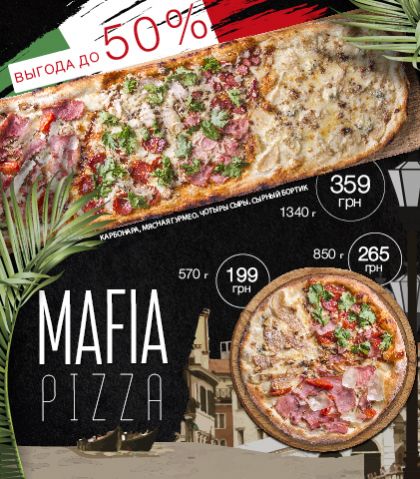 ВЫГОДА ДО 50%
КАРБОНАРА, МЯСНАЯ ГУРМЕО, ЧОТЫРЫ СЫРЫ, СЫРНЫЙ БОРТИК
1340 г
359
грн
850 г
265
грн
570 г
199
грн
MAFIA
PIZZA